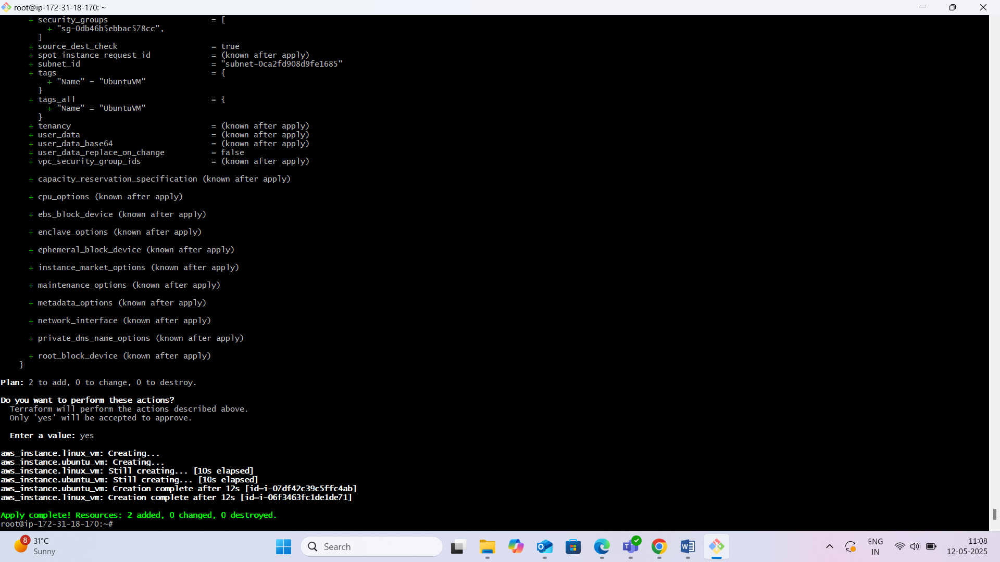 root@ip-172-31-18-170: ~
+ security_groups = [
+ "sg-0db46b5ebbac578cc",
]
+ source_dest_check = true
+ spot_instance_request_id = (known after apply)
+ subnet_id = "subnet-0ca2fd908d9fe1685"
+ tags = {
+ "Name" = "UbuntuVM"
}
+ tags_all = {
+ "Name" = "UbuntuVM"
}
+ tenancy = (known after apply)
+ user_data = (known after apply)
+ user_data_base64 = (known after apply)
+ user_data_replace_on_change = false
+ vpc_security_group_ids = (known after apply)
+ capacity_reservation_specification (known after apply)
+ cpu_options (known after apply)
+ ebs_block_device (known after apply)
+ enclave_options (known after apply)
+ ephemeral_block_device (known after apply)
+ instance_market_options (known after apply)
+ maintenance_options (known after apply)
+ metadata_options (known after apply)
+ network_interface (known after apply)
+ private_dns_name_options (known after apply)
+ root_block_device (known after apply)
}
Plan: 2 to add, 0 to change, 0 to destroy.
Do you want to perform these actions?
Terraform will perform the actions described above.
Only 'yes' will be accepted to approve.
Enter a value: yes
aws_instance.linux_vm: Creating...
aws_instance.ubuntu_vm: Creating...
aws_instance.linux_vm: Still creating... [10s elapsed]
aws_instance.ubuntu_vm: Still creating... [10s elapsed]
aws_instance.ubuntu_vm: Creation complete after 12s [id=i-07df42c39c5ffc4ab]
aws_instance.linux_vm: Creation complete after 12s [id=i-06f3463fc1de1de71]
Apply complete! Resources: 2 added, 0 changed, 0 destroyed.
root@ip-172-31-18-170:~#
8
31°C
Sunny
Search
ENG
IN
11:08
12-05-2025